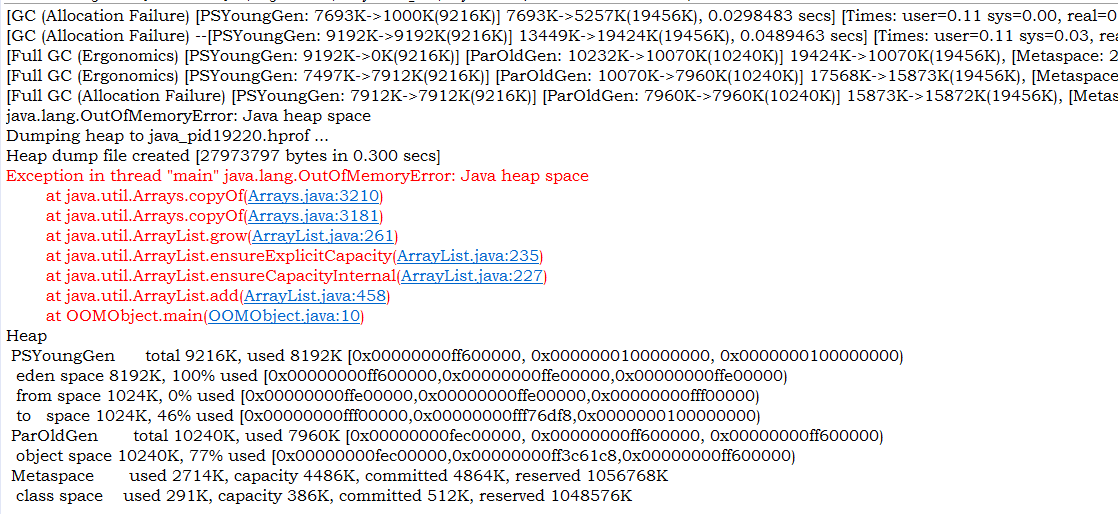 [GC (Allocation Failure) [PSYoungGen: 7693K->1000K(9216K)] 7693K->5257K(19456K), 0.0298483 secs] [Times: user=0.11 sys=0.00, real=0
[GC (Allocation Failure) --[PSYoungGen: 9192K->9192K(9216K)] 13449K->19424K(19456K), 0.0489463 secs] [Times: user=0.11 sys=0.03, rea
[Full GC (Ergonomics) [PSYoungGen: 9192K->0K(9216K)] [ParOldGen: 10232K->10070K(10240K)] 19424K->10070K(19456K), [Metaspace: 2
[Full GC (Ergonomics) [PSYoungGen: 7497K->7912K(9216K)] [ParOldGen: 10070K->7960K(10240K)] 17568K->15873K(19456K), [Metaspace
[Full GC (Allocation Failure) [PSYoungGen: 7912K->7912K(9216K)] [ParOldGen: 7960K->7960K(10240K)] 15873K->15872K(19456K), [Metas
java.lang.OutOfMemoryError: Java heap space
Dumping heap to java_pid19220.hprof ...
Heap dump file created [27973797 bytes in 0.300 secs]
Exception in thread "main" java.lang.OutOfMemoryError: Java heap space
at java.util.Arrays.copyOf(Arrays.java:3210)
at java.util.Arrays.copyOf(Arrays.java:3181)
at java.util.ArrayList.grow(ArrayList.java:261)
at java.util.ArrayList.ensureExplicitCapacity(ArrayList.java:235)
at java.util.ArrayList.ensureCapacityInternal(ArrayList.java:227)
at java.util.ArrayList.add(ArrayList.java:458)
at OOMObject.main(OOMObject.java:10)
Heap
PSYoungGen total 9216K, used 8192K [0x00000000ff600000, 0x0000000100000000, 0x0000000100000000)
eden space 8192K, 100% used [0x00000000ff600000,0x00000000ffe00000,0x00000000ffe00000)
from space 1024K, 0% used [0x00000000ffe00000,0x00000000ffe00000,0x00000000fff00000)
to space 1024K, 46% used [0x00000000fff00000,0x00000000fff76df8,0x0000000100000000)
ParOldGen total 10240K, used 7960K [0x00000000fec00000, 0x00000000ff600000, 0x00000000ff600000)
object space 10240K, 77% used [0x00000000fec00000,0x00000000ff3c61c8,0x00000000ff600000)
Metaspace used 2714K, capacity 4486K, committed 4864K, reserved 1056768K
class space used 291K, capacity 386K, committed 512K, reserved 1048576K